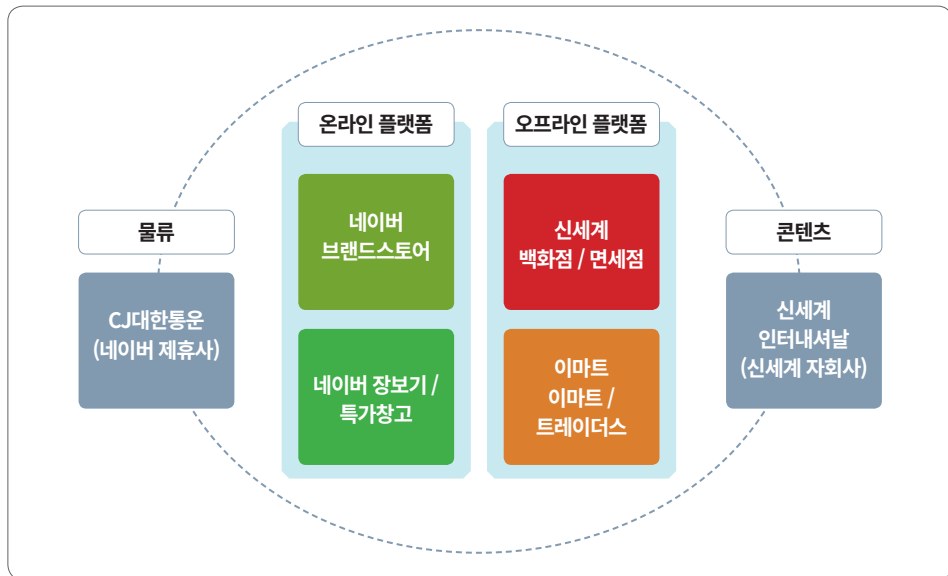 온라인 플랫폼
오프라인 플랫폼
네이버
브랜드스토어
신세계
백화점 / 면세점
물류
콘텐츠
CJ대한통운
(네이버 제휴사)
신세계
인터내셔날
(신세계 자회사)
네이버 장보기 /
특가창고
이마트
이마트 /
트레이더스